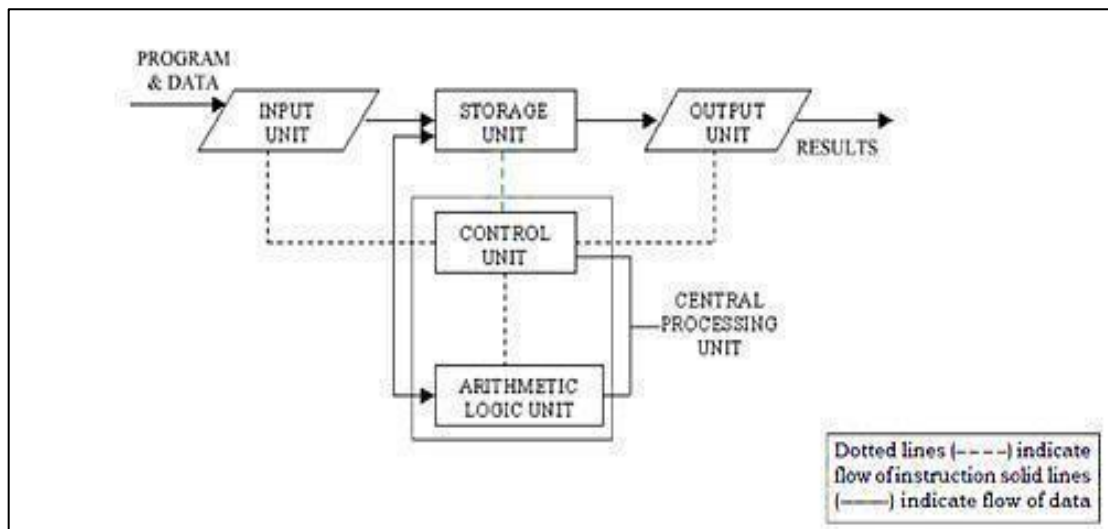 PROGRAM
& DATA
INPUT
UNIT
STORAGE
UNIT
OUTPUT
UNIT
RESULTS
CONTROL
UNIT
CENTRAL
PROCESSING
UNIT
ARITHMETIC
LOGIC UNIT
Dotted lines (----) indicate
flow of instruction solid lines
(——) indicate flow of data